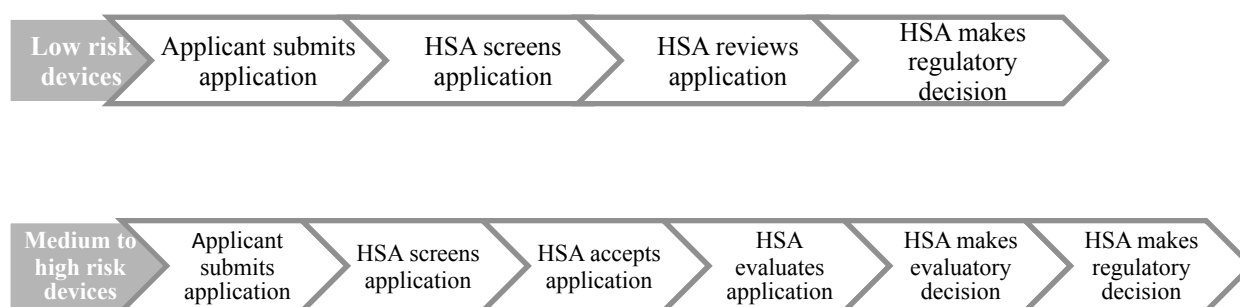 Low risk
devices
Applicant submits
application
HSA screens
application
HSA reviews
application
HSA makes
regulatory
decision
Medium to
high risk
devices
Applicant
submits
application
HSA screens
application
HSA accepts
application
HSA
evaluates
application
HSA makes
evaluatory
decision
HSA makes
regulatory
decision